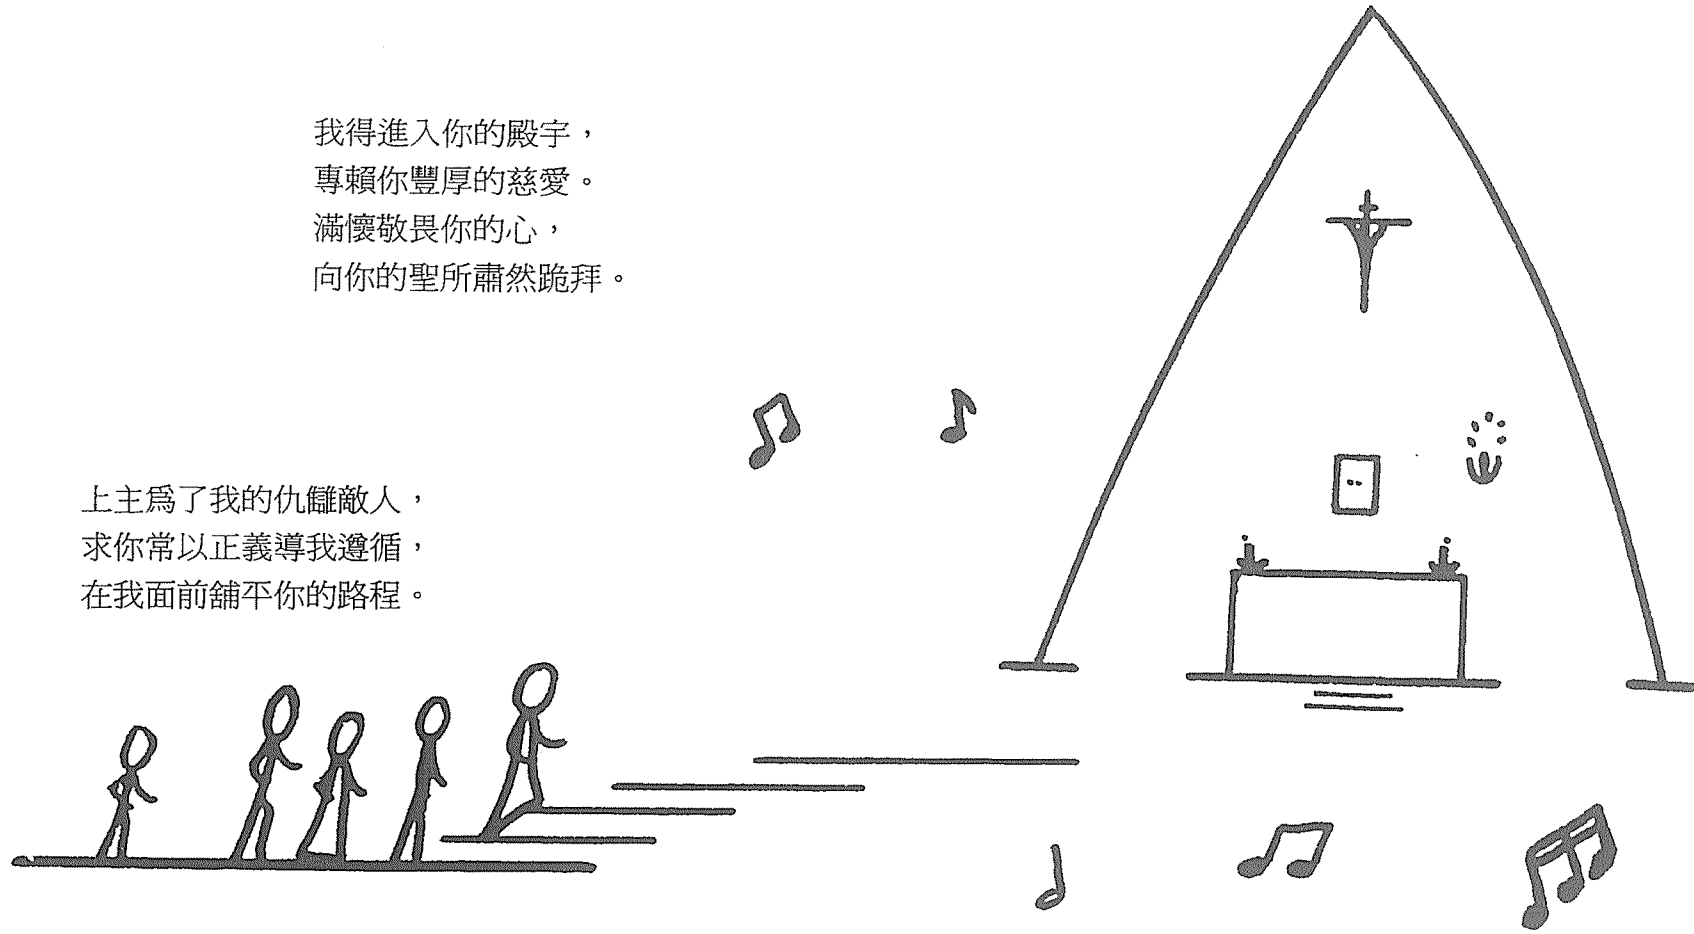 我得進入你的殿宇，
專賴你豐厚的慈愛。
滿懷敬畏你的心，
向你的聖所肅然跪拜。
上主爲了我的仇讎敵人，
求你常以正義導我遵循，
在我面前舖平你的路程。